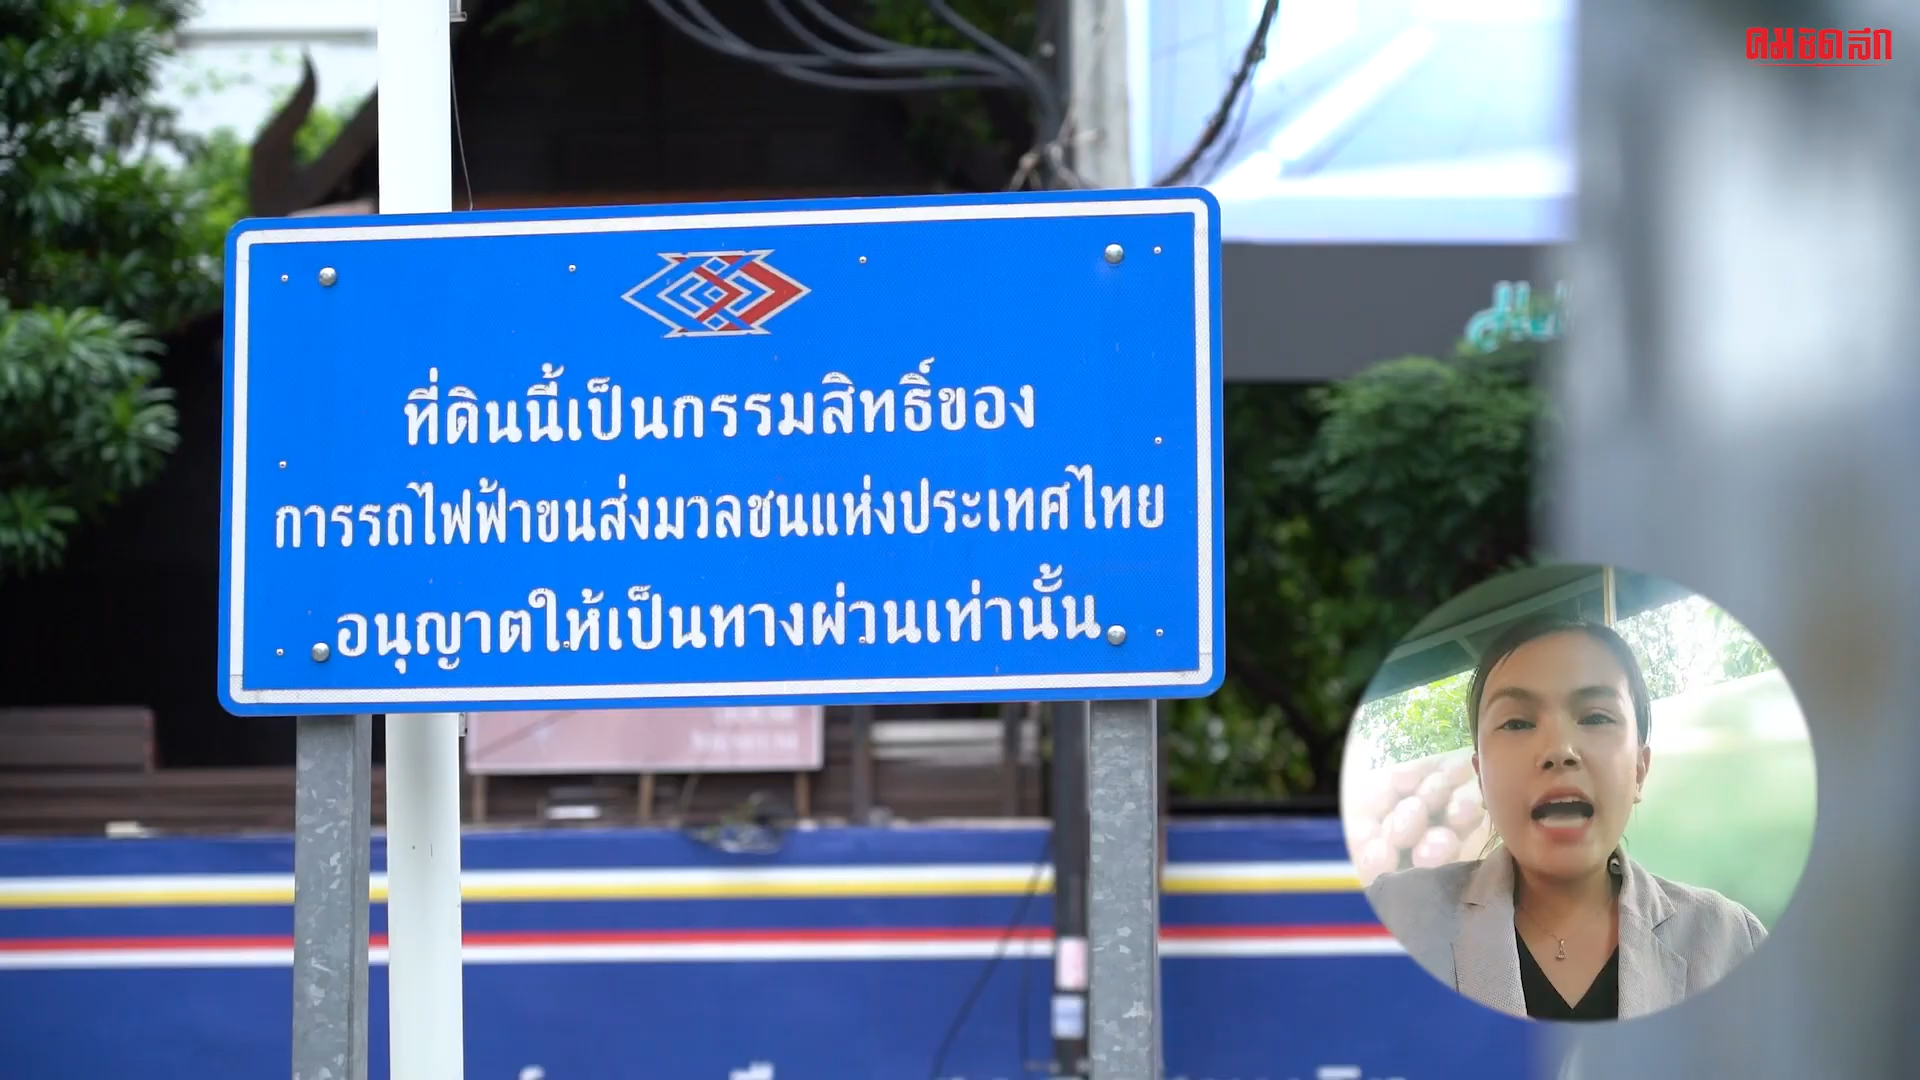 คมชัดลึก
ที่ดินนี้เป็นกรรมสิทธิ์ของ
การรถไฟฟ้าขนส่งมวลชนแห่งประเทศไทย
อนุญาตให้เป็นทางผ่านเท่านั้น